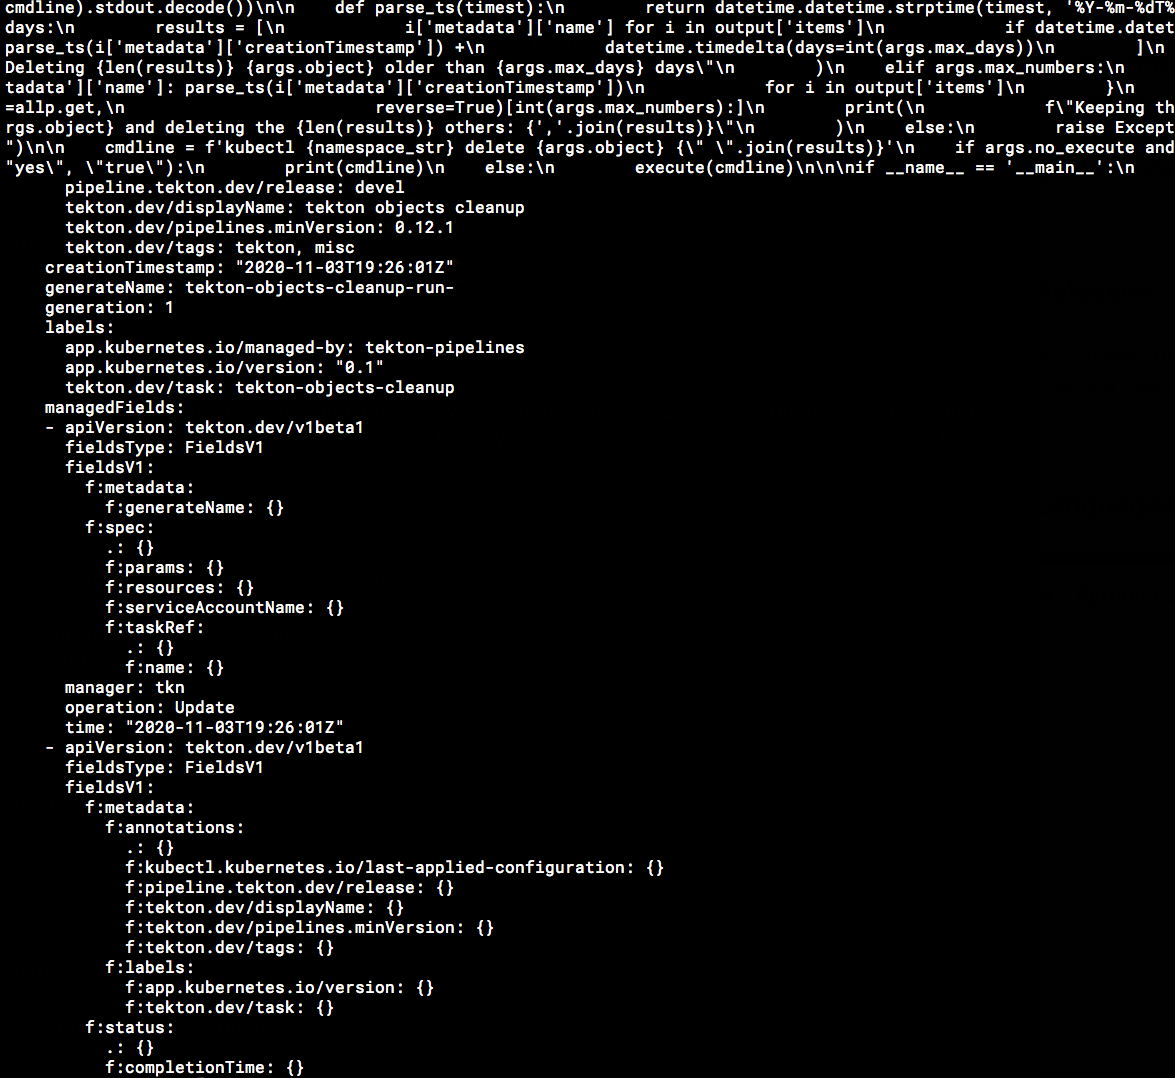 cmdline).stdout.decode())\n\n    def parse_ts(timest):\n        return datetime.datetime.strptime(timest, '%Y-%m-%dT%
days:\n        results = [\n            i['metadata']['name'] for i in output['items']\n            if datetime.datet
parse_ts(i['metadata']['creationTimestamp']) +\n            datetime.timedelta(days=int(args.max_days))\n        ]\n
Deleting {len(results)} {args.object} older than {args.max_days} days\"\n        )\n    elif args.max_numbers:\n
tadata']['name']: parse_ts(i['metadata']['creationTimestamp'])\n            for i in output['items']\n        }\n
=allp.get,\n                         reverse=True)[int(args.max_numbers):]\n        print(\n            f\"Keeping th
rgs.object} and deleting the {len(results)} others: {','.join(results)}\"\n        )\n    else:\n        raise Except
")\n\n    cmdline = f'kubectl {namespace_str} delete {args.object} {\" \".join(results)}'\n    if args.no_execute and
"yes\", \"true\"):\n        print(cmdline)\n    else:\n        execute(cmdline)\n\n\nif __name__ == '__main__':\n
      pipeline.tekton.dev/release: devel
      tekton.dev/displayName: tekton objects cleanup
      tekton.dev/pipelines.minVersion: 0.12.1
      tekton.dev/tags: tekton, misc
    creationTimestamp: "2020-11-03T19:26:01Z"
    generateName: tekton-objects-cleanup-run-
    generation: 1
    labels:
      app.kubernetes.io/managed-by: tekton-pipelines
      app.kubernetes.io/version: "0.1"
      tekton.dev/task: tekton-objects-cleanup
    managedFields:
    - apiVersion: tekton.dev/v1beta1
      fieldsType: FieldsV1
      fieldsV1:
        f:metadata:
          f:generateName: {}
        f:spec:
          .: {}
          f:params: {}
          f:resources: {}
          f:serviceAccountName: {}
          f:taskRef:
            .: {}
            f:name: {}
      manager: tkn
      operation: Update
      time: "2020-11-03T19:26:01Z"
    - apiVersion: tekton.dev/v1beta1
      fieldsType: FieldsV1
      fieldsV1:
        f:metadata:
          f:annotations:
            .: {}
            f:kubectl.kubernetes.io/last-applied-configuration: {}
            f:pipeline.tekton.dev/release: {}
            f:tekton.dev/displayName: {}
            f:tekton.dev/pipelines.minVersion: {}
            f:tekton.dev/tags: {}
          f:labels:
            f:app.kubernetes.io/version: {}
            f:tekton.dev/task: {}
        f:status:
          .: {}
          f:completionTime: {}